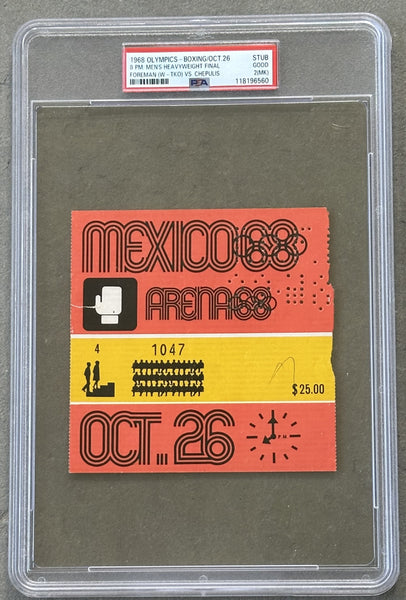 1968 OLYMPICS - BOXING/OCT.26 STUB
8 PM: MENS HEAVYWEIGHT FINAL GOOD
FOREMAN (W - TKO) VS. CHEPULIS 2(MK)
PSA 118196560
MEXICO68
ARENA68
4 1047
$25.00
OCT... 26
P.M.